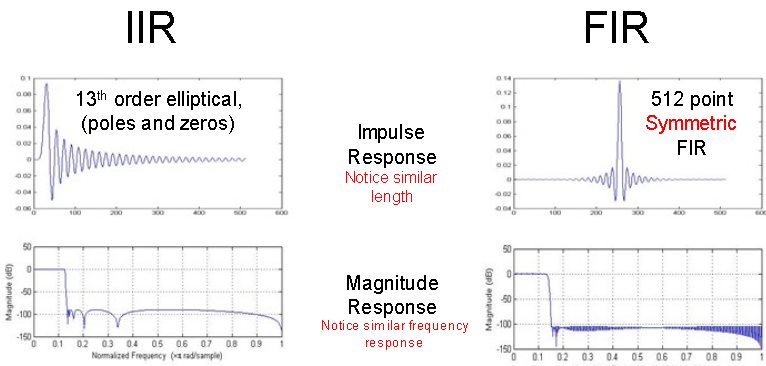 IIR
FIR
13th order elliptical,
(poles and zeros)
0.1
0.08
0.06
0.04
0.02
0
-0.02
-0.04
-0.06
0 100 200 300 400 500 600
Impulse
Response
Notice similar
length
512 point
Symmetric
FIR
0.14
0.12
0.1
0.08
0.06
0.04
0.02
0
-0.02
-0.04
0 100 200 300 400 500 600
Magnitude (dB)
50
0
-50
-100
-150
0 0.1 0.2 0.3 0.4 0.5 0.6 0.7 0.8 0.9 1
Normalized Frequency (×π rad/sample)
Magnitude
Response
Notice similar frequency
response
Magnitude (dB)
50
0
-50
-100
-150
0 0.1 0.2 0.3 0.4 0.5 0.6 0.7 0.8 0.9 1